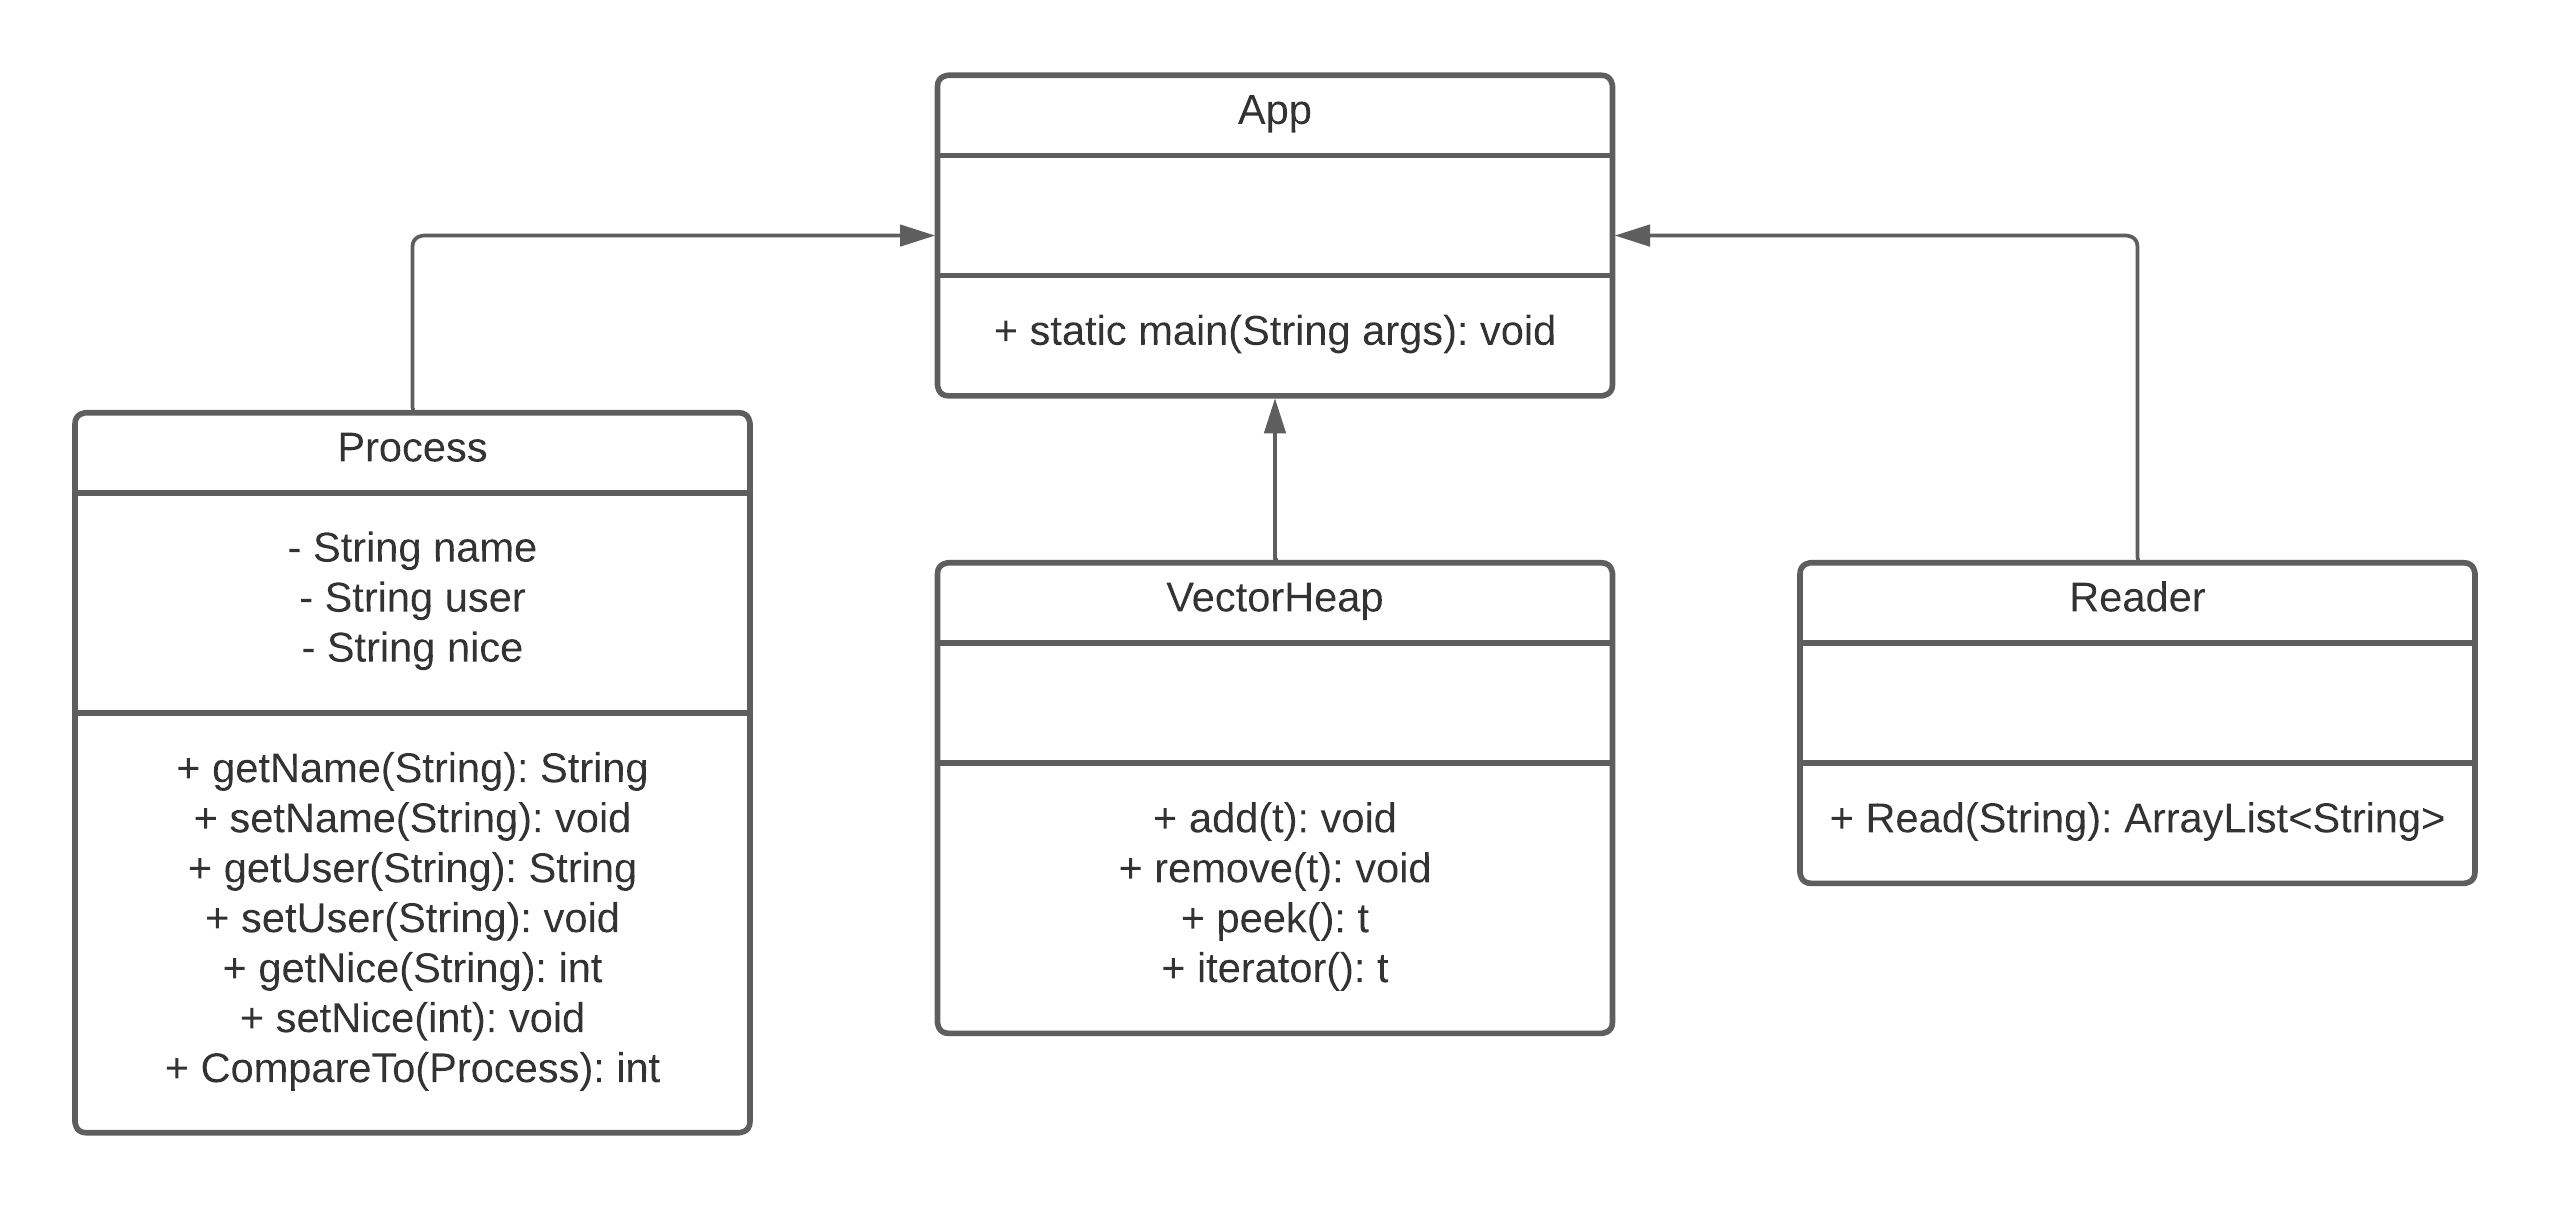 App
+ static main(String args): void
Process
- String name
- String user
- String nice
+ getName(String): String
+ setName(String): void
+ getUser(String): String
+ setUser(String): void
+ getNice(String): int
+ setNice(int): void
+ CompareTo(Process): int
VectorHeap
+ add(t): void
+ remove(t): void
+ peek(): t
+ iterator(): t
Reader
+ Read(String): ArrayList<String>